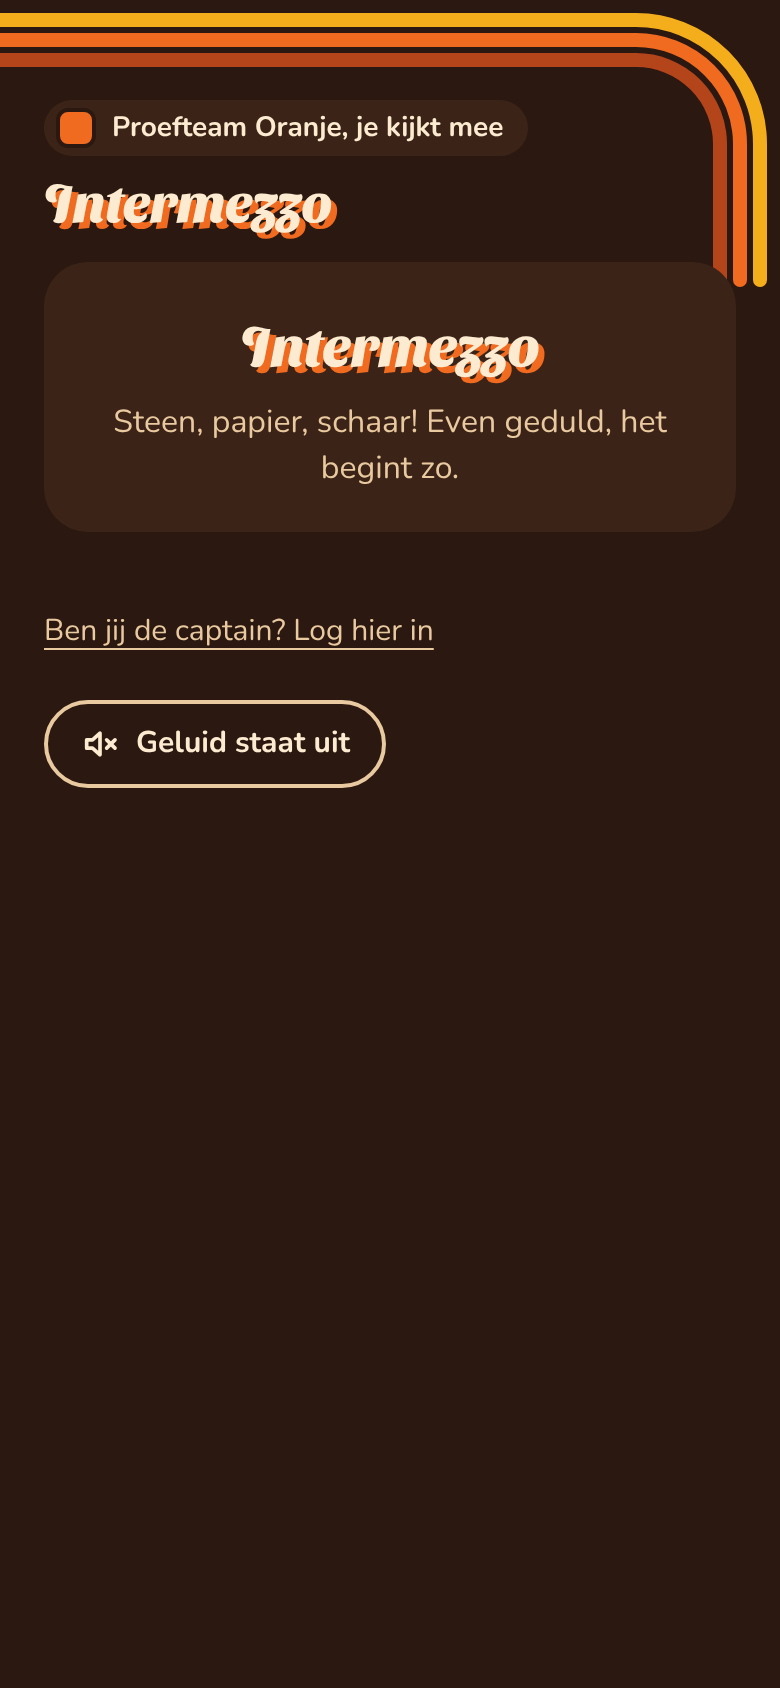 Proefteam Oranje, je kijkt mee
Intermezzo
Intermezzo
Steen, papier, schaar! Even geduld, het
begint zo.
Ben jij de captain? Log hier in
Geluid staat uit